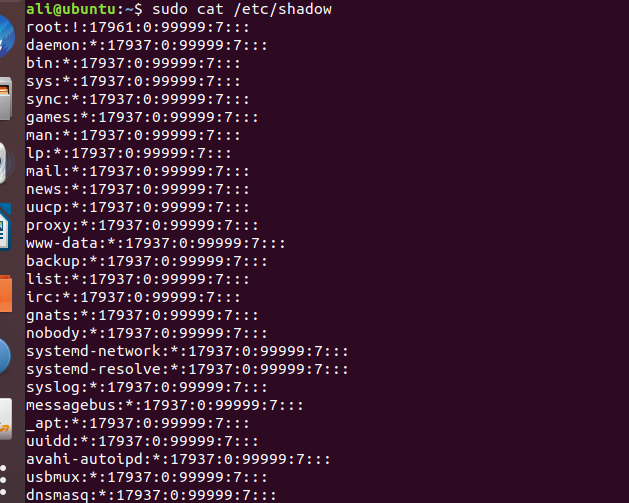 ali@ubuntu:~$ sudo cat /etc/shadow
root:!:17961:0:99999:7:::
daemon:*:17937:0:99999:7:::
bin:*:17937:0:99999:7:::
sys:*:17937:0:99999:7:::
sync:*:17937:0:99999:7:::
games:*:17937:0:99999:7:::
man:*:17937:0:99999:7:::
lp:*:17937:0:99999:7:::
mail:*:17937:0:99999:7:::
news:*:17937:0:99999:7:::
uucp:*:17937:0:99999:7:::
proxy:*:17937:0:99999:7:::
www-data:*:17937:0:99999:7:::
backup:*:17937:0:99999:7:::
list:*:17937:0:99999:7:::
irc:*:17937:0:99999:7:::
gnats:*:17937:0:99999:7:::
nobody:*:17937:0:99999:7:::
systemd-network:*:17937:0:99999:7:::
systemd-resolve:*:17937:0:99999:7:::
syslog:*:17937:0:99999:7:::
messagebus:*:17937:0:99999:7:::
_apt:*:17937:0:99999:7:::
uuidd:*:17937:0:99999:7:::
avahi-autoipd:*:17937:0:99999:7:::
usbmux:*:17937:0:99999:7:::
dnsmasq:*:17937:0:99999:7:::